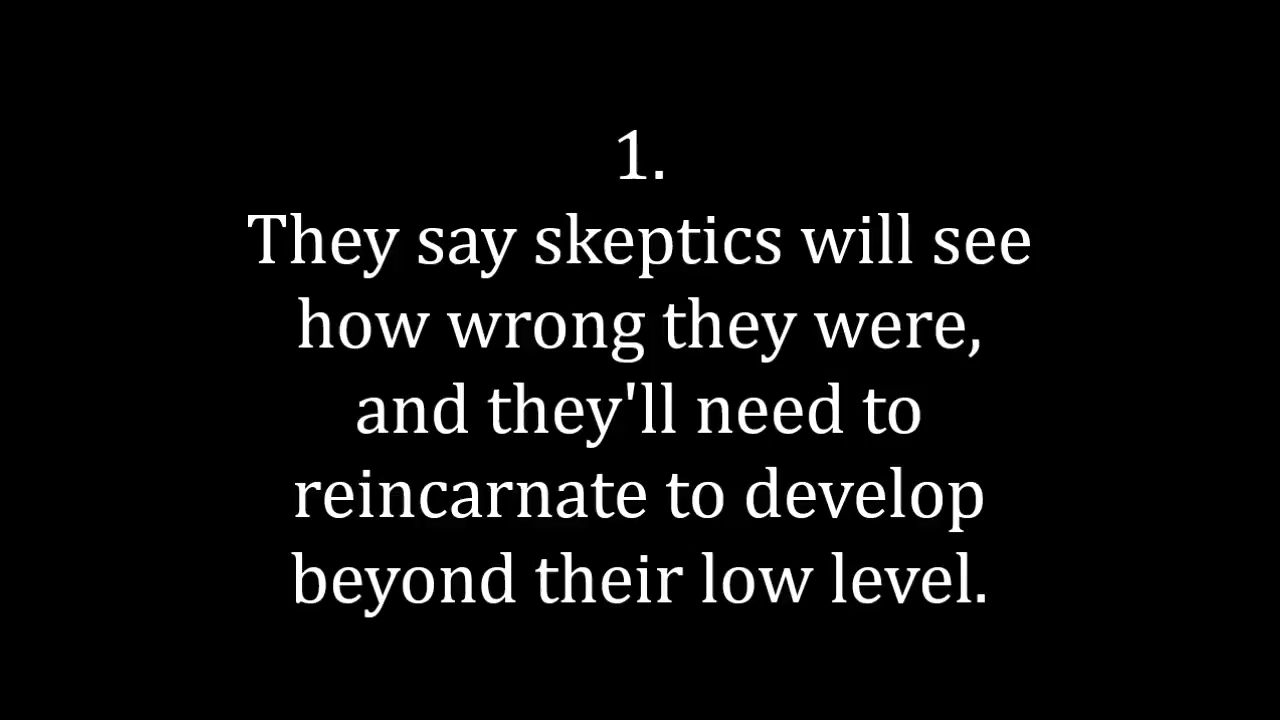 1.
They say skeptics will see
how wrong they were,
and they'll need to
reincarnate to develop
beyond their low level.